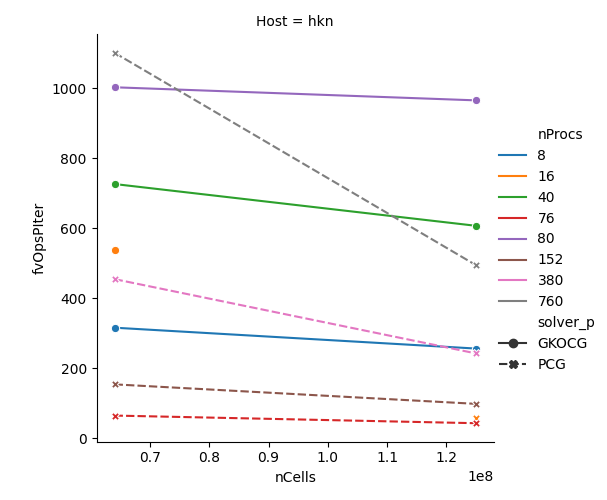 Host = hkn
fvOpsPIter
1000
800
600
400
200
0
0.7 0.8 0.9 1.0 1.1 1.2
1e8
nCells
nProcs
8
16
40
76
80
152
380
760
solver_p
GKOCG
PCG